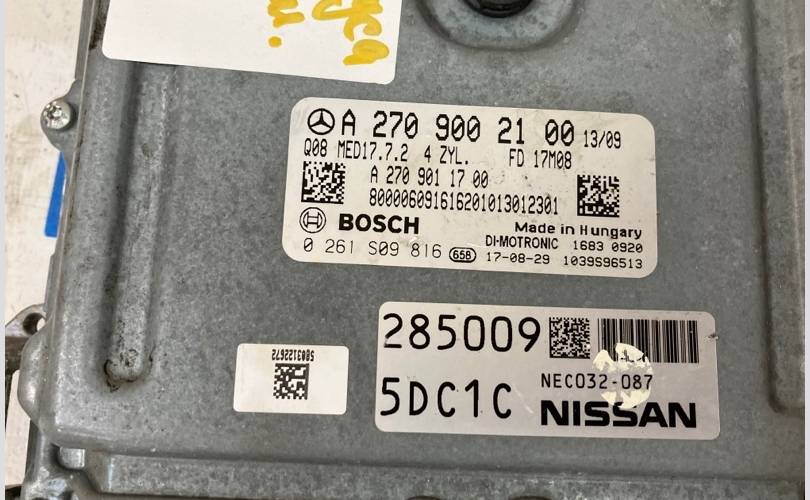 A 270 900 21 00 13/09
Q08 MED17.7.2 4 ZYL. FD 17M08
A 270 901 17 00
80000609161620101301​2301
BOSCH
Made in Hungary
DI-MOTRONIC 1683 0920
0 261 S09 816 658 17-08-29 1039S96513
285009
5DC1C
NEC032-087
NISSAN
S803122672